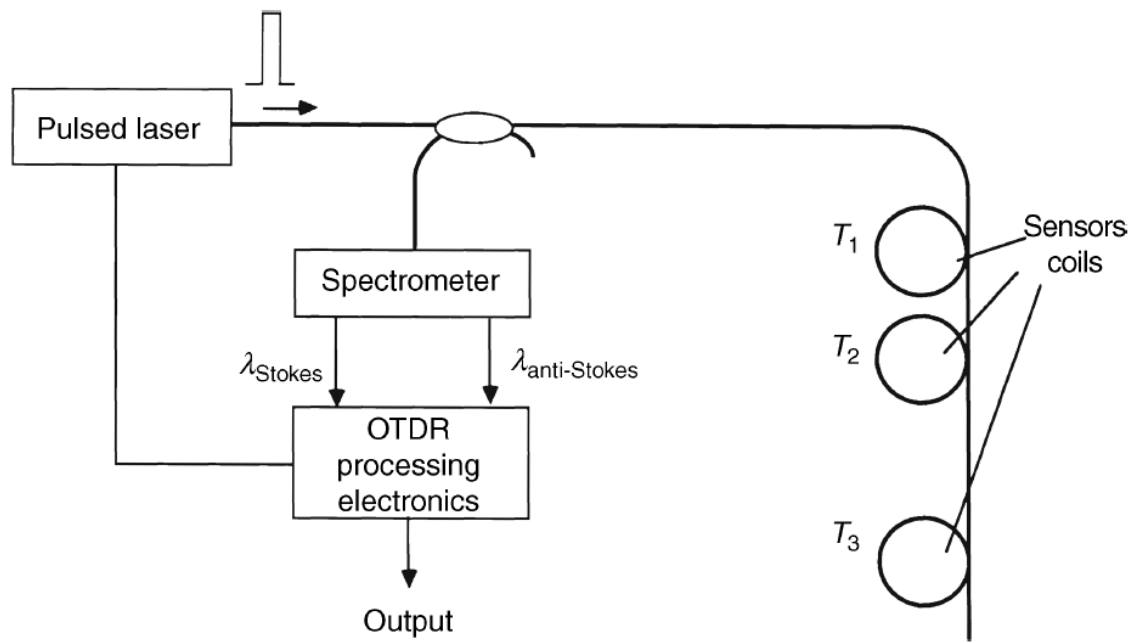 Pulsed laser
Spectrometer
λStokes
λanti-Stokes
OTDR
processing
electronics
Output
T1
T2
T3
Sensors
coils